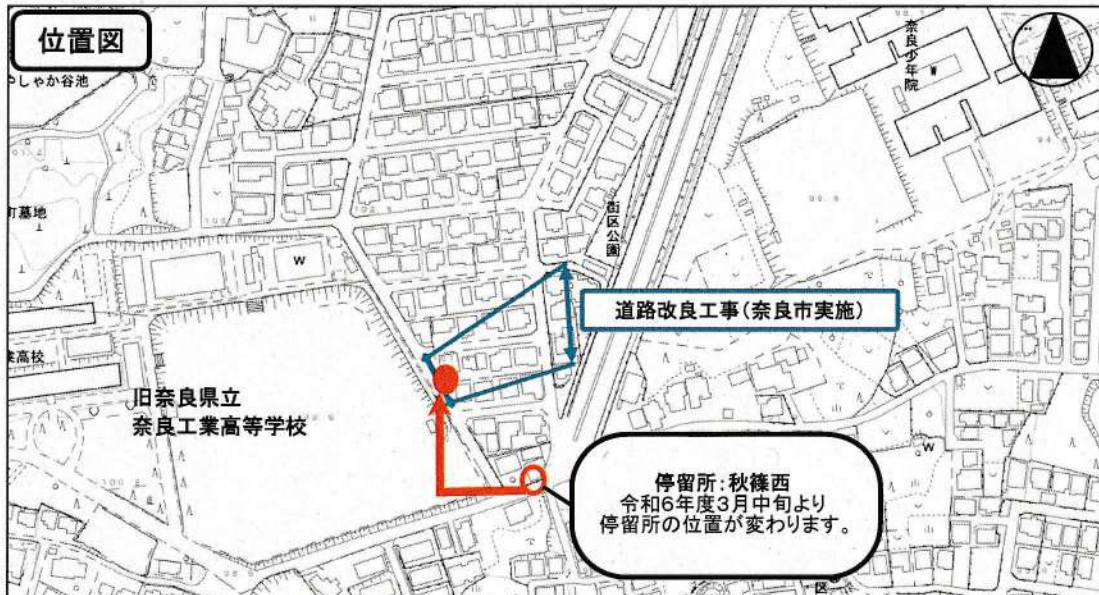 位置図
やしゃか谷池
町墓地
業高校
旧奈良県立
奈良工業高等学校
W
街区公園
奈良少年院
W
道路改良工事(奈良市実施)
停留所:秋篠西
令和6年度3月中旬より
停留所の位置が変わります。
W
区